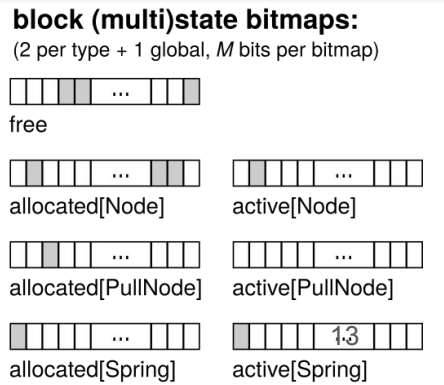 block (multi)state bitmaps:
(2 per type + 1 global, M bits per bitmap)
...
free
... ...
allocated[Node] active[Node]
... ...
allocated[PullNode] active[PullNode]
... 13
allocated[Spring] active[Spring]